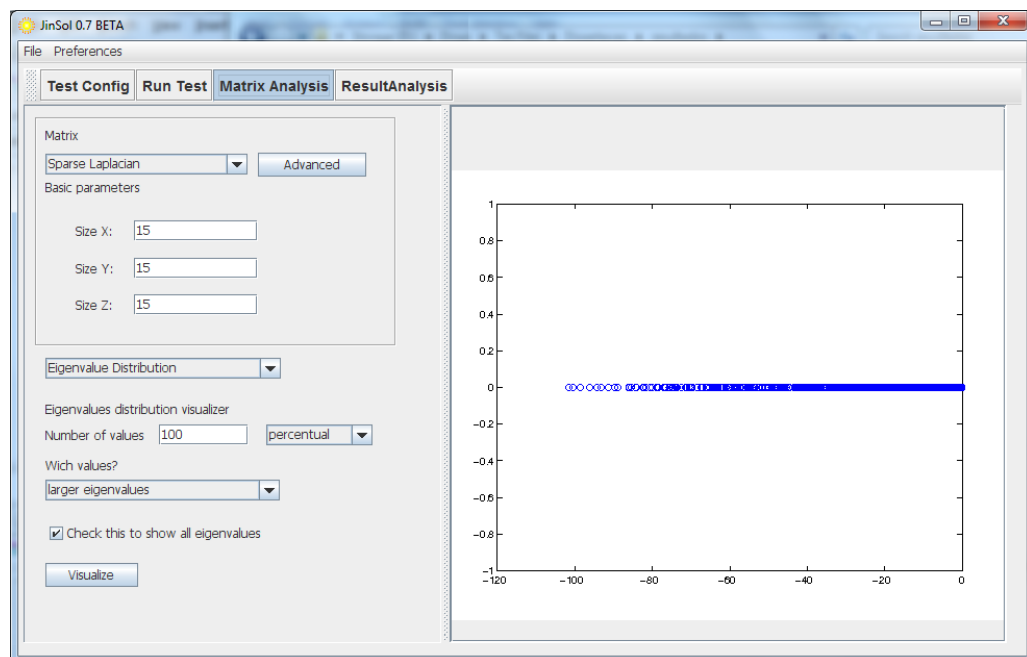 JinSol 0.7 BETA
File Preferences
Test Config Run Test Matrix Analysis ResultAnalysis
Matrix
Sparse Laplacian Advanced
Basic parameters
Size X: 15
Size Y: 15
Size Z: 15
Eigenvalue Distribution
Eigenvalues distribution visualizer
Number of values 100 percentual
Wich values?
larger eigenvalues
Check this to show all eigenvalues
Visualize
1
0.8
0.6
0.4
0.2
0
−0.2
−0.4
−0.6
−0.8
−1
−120 −100 −80 −60 −40 −20 0